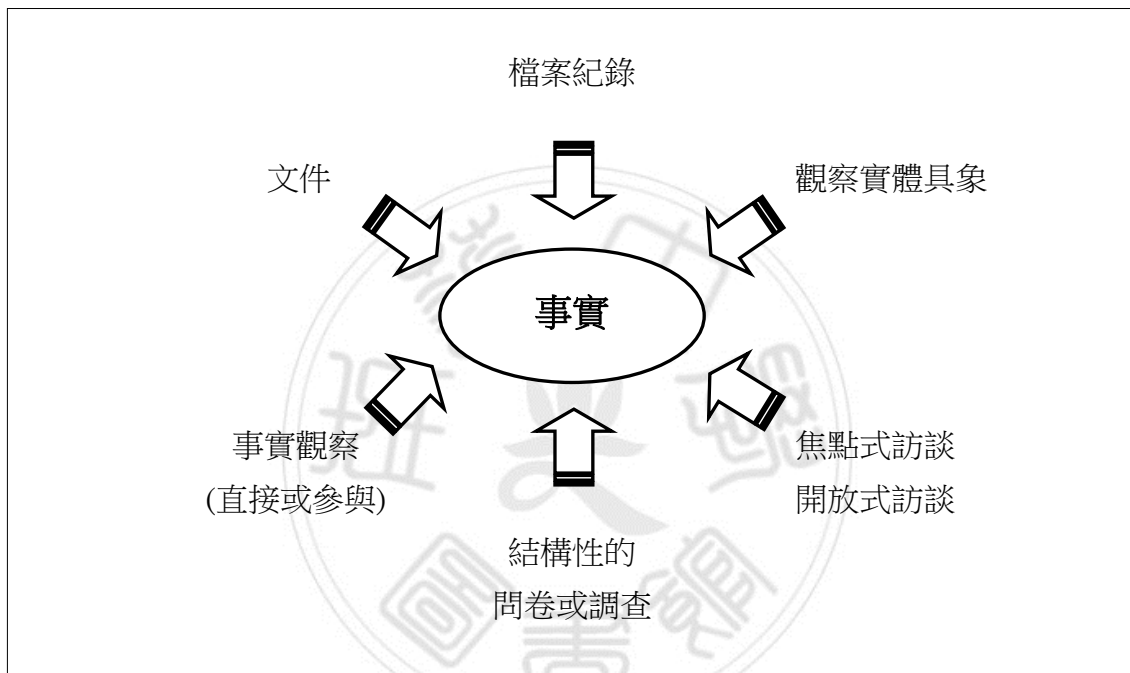 檔案紀錄
文件
觀察實體具象
事實
事實觀察
(直接或參與)
焦點式訪談
開放式訪談
結構性的
問卷或調查